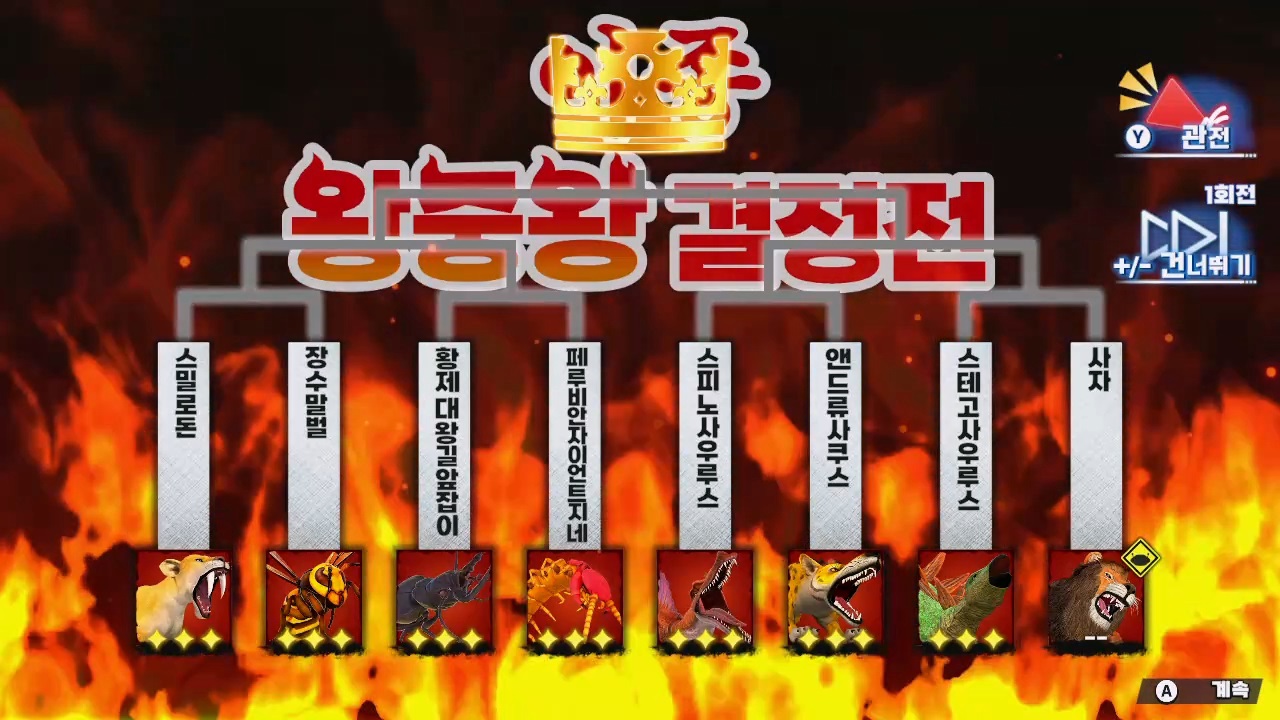 왕중왕 결정전
Y 관전
1회전
+/- 건너뛰기
스밀로돈
장수말벌
황제대왕길앞잡이
페루비안자이언트지네
스피노사우루스
앤드류사쿠스
스테고사우루스
사자
--
A 계속